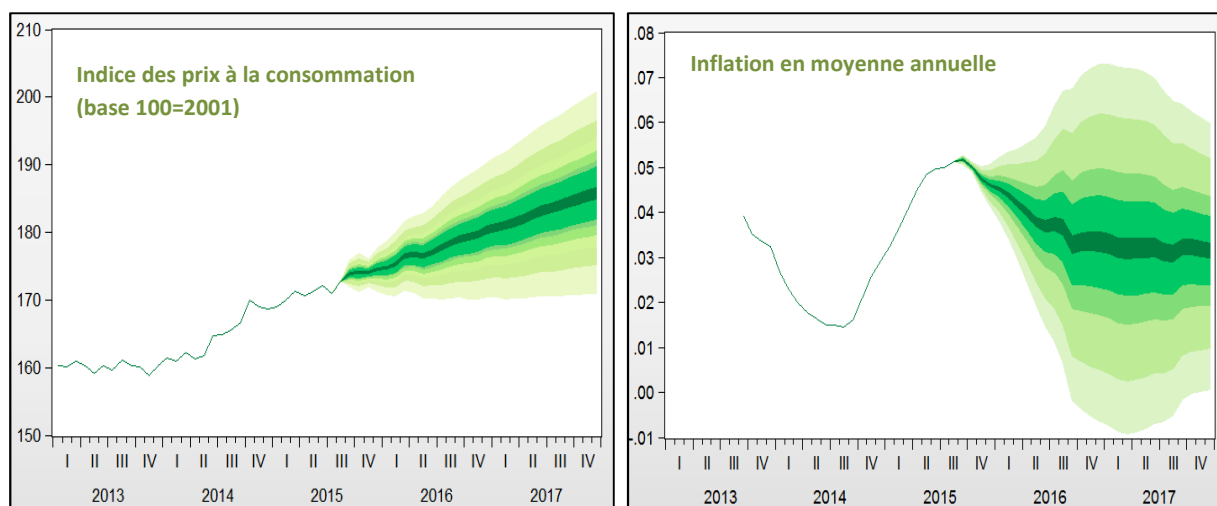 Indice des prix à la consommation
(base 100=2001)
210
200
190
180
170
160
150
I II III IV I II III IV I II III IV I II III IV I II III IV
2013 2014 2015 2016 2017
Inflation en moyenne annuelle
.08
.07
.06
.05
.04
.03
.02
.01
.00
-.01
I II III IV I II III IV I II III IV I II III IV I II III IV
2013 2014 2015 2016 2017